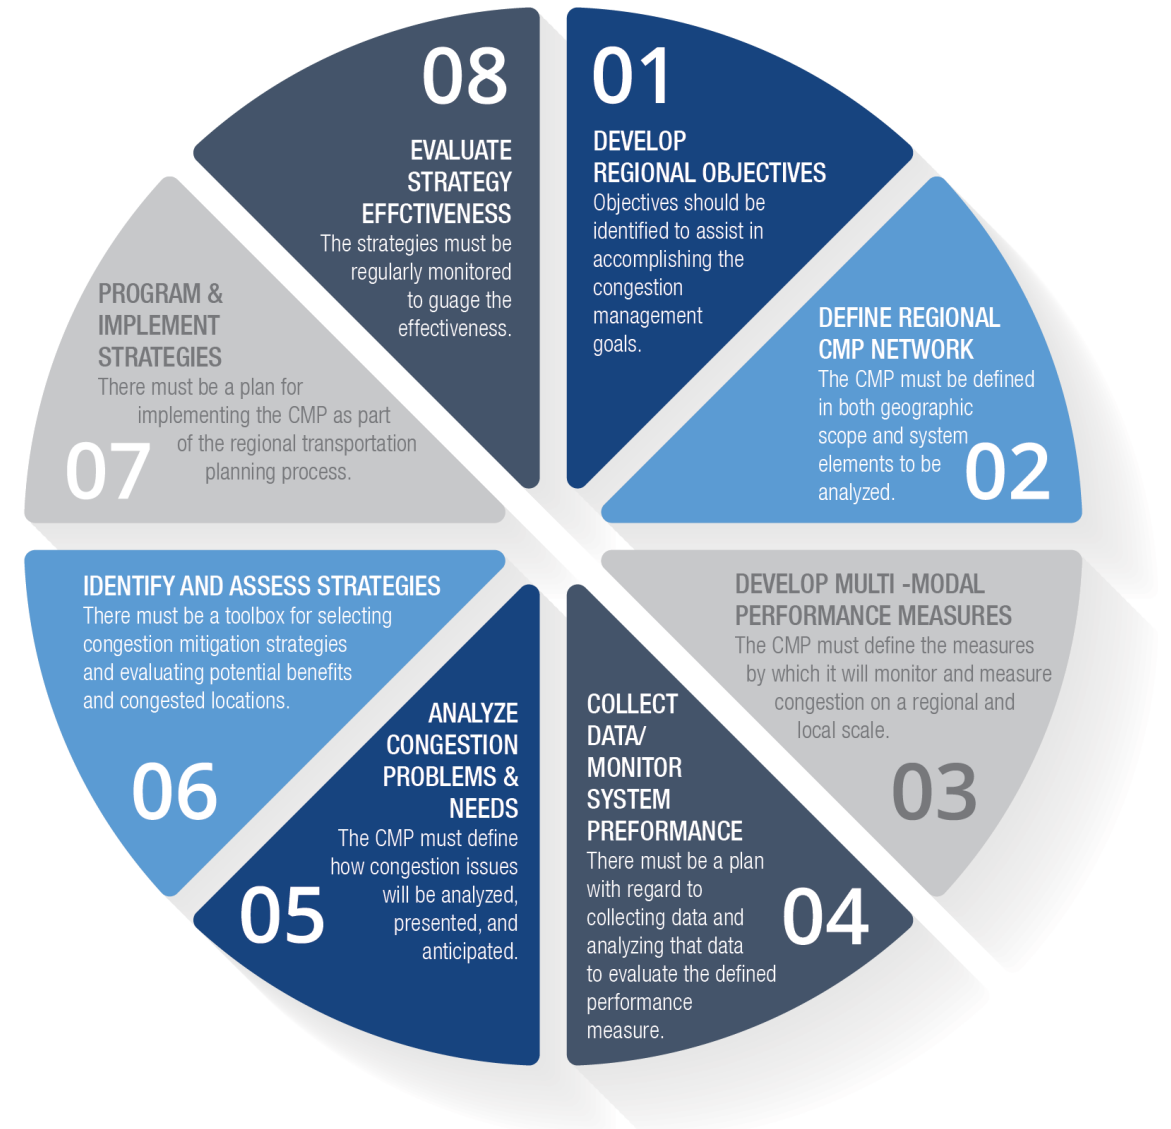 01
DEVELOP
REGIONAL OBJECTIVES
Objectives should be
identified to assist in
accomplishing the
congestion
management
goals.
DEFINE REGIONAL
CMP NETWORK
The CMP must be defined
in both geographic
scope and system
elements to be
analyzed.
02
DEVELOP MULTI -MODAL
PERFORMANCE MEASURES
The CMP must define the measures
by which it will monitor and measure
congestion on a regional and
local scale.
03
COLLECT
DATA/
MONITOR
SYSTEM
PREFORMANCE
There must be a plan
with regard to
collecting data and
analyzing that data
to evaluate the defined
performance
measure.
04
ANALYZE
CONGESTION
PROBLEMS &
NEEDS
The CMP must define
how congestion issues
will be analyzed,
presented, and
anticipated.
05
IDENTIFY AND ASSESS STRATEGIES
There must be a toolbox for selecting
congestion mitigation strategies
and evaluating potential benefits
and congested locations.
06
PROGRAM &
IMPLEMENT
STRATEGIES
There must be a plan for
implementing the CMP as part
of the regional transportation
planning process.
07
08
EVALUATE
STRATEGY
EFFCTIVENESS
The strategies must be
regularly monitored
to guage the
effectiveness.